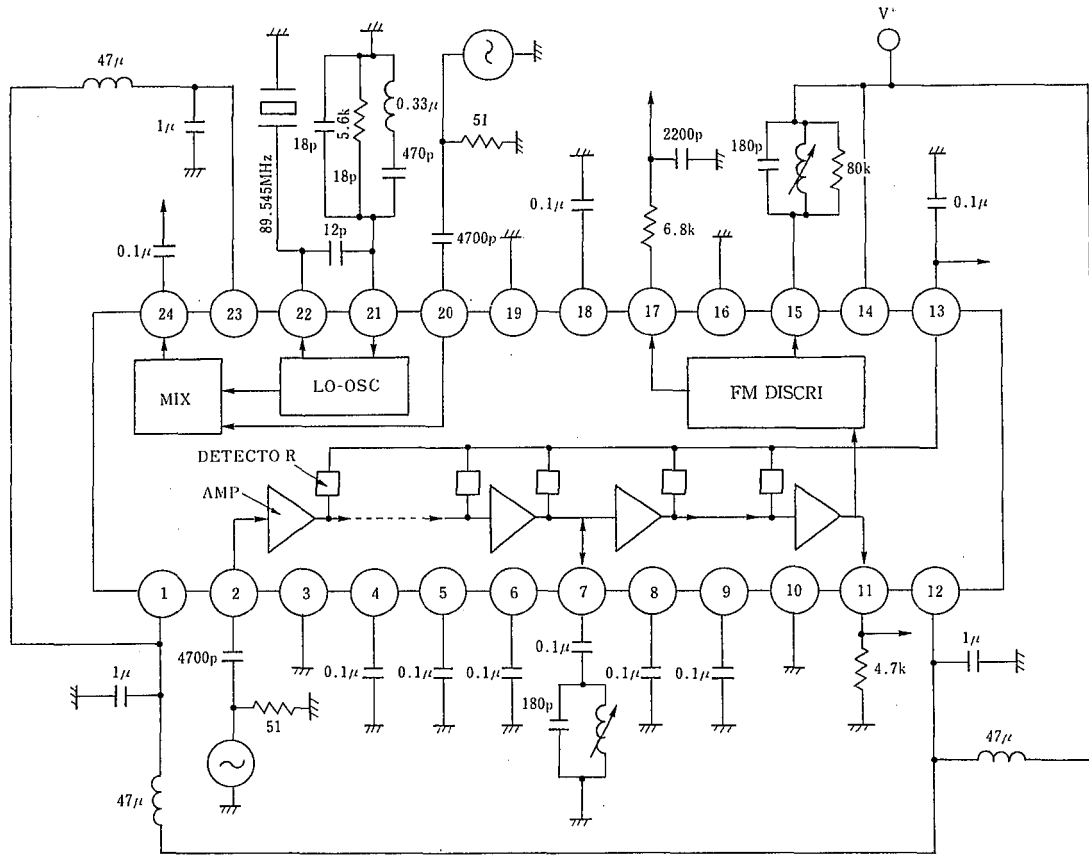 V⁺
47μ
1μ
89.545MHz
18p
5.6k
18p
0.33μ
470p
12p
51
4700p
0.1μ
0.1μ
2200p
6.8k
180p
80k
0.1μ
24
23
22
21
20
19
18
17
16
15
14
13
MIX
LO-OSC
FM DISCRI
DETECTOR
AMP
1
2
3
4
5
6
7
8
9
10
11
12
4700p
1μ
51
47μ
0.1μ
0.1μ
0.1μ
0.1μ
180p
0.1μ
0.1μ
4.7k
1μ
47μ